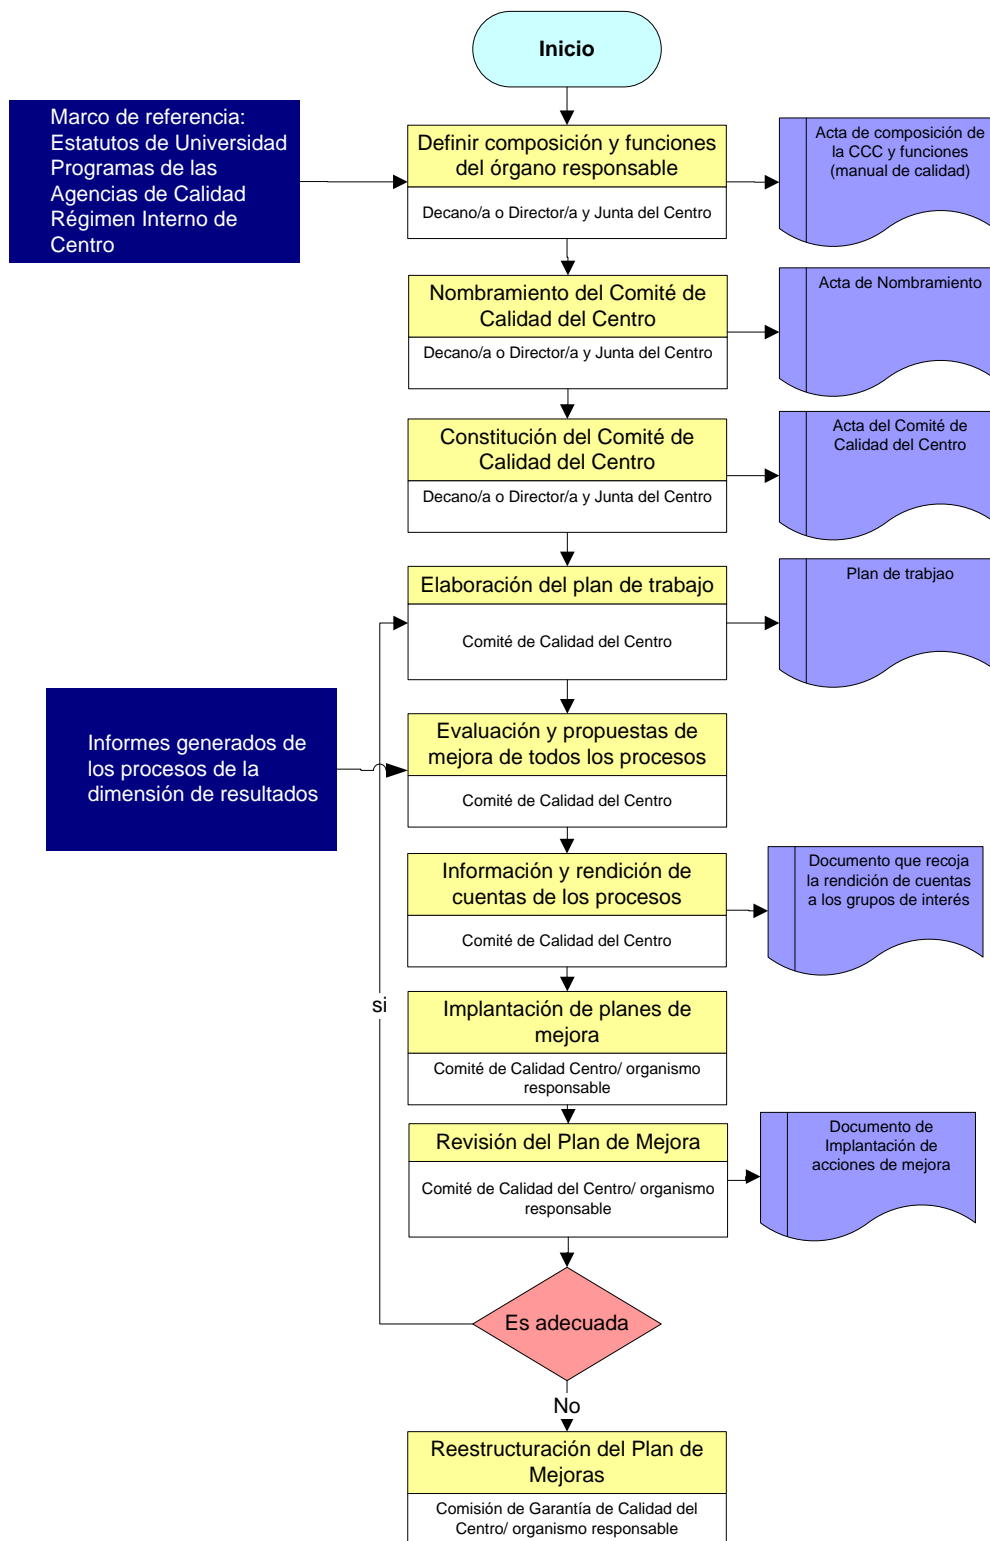 Inicio
Marco de referencia:
Estatutos de Universidad
Programas de las
Agencias de Calidad
Régimen Interno de
Centro
Definir composición y funciones
del órgano responsable
Decano/a o Director/a y Junta del Centro
Acta de composición de
la CCC y funciones
(manual de calidad)
Nombramiento del Comité de
Calidad del Centro
Decano/a o Director/a y Junta del Centro
Acta de Nombramiento
Constitución del Comité de
Calidad del Centro
Decano/a o Director/a y Junta del Centro
Acta del Comité de
Calidad del Centro
Elaboración del plan de trabajo
Comité de Calidad del Centro
Plan de trabjao
Informes generados de
los procesos de la
dimensión de resultados
Evaluación y propuestas de
mejora de todos los procesos
Comité de Calidad del Centro
Información y rendición de
cuentas de los procesos
Comité de Calidad del Centro
Documento que recoja
la rendición de cuentas
a los grupos de interés
si
Implantación de planes de
mejora
Comité de Calidad Centro/ organismo
responsable
Revisión del Plan de Mejora
Comité de Calidad del Centro/ organismo
responsable
Documento de
Implantación de
acciones de mejora
Es adecuada
No
Reestructuración del Plan de
Mejoras
Comisión de Garantía de Calidad del
Centro/ organismo responsable